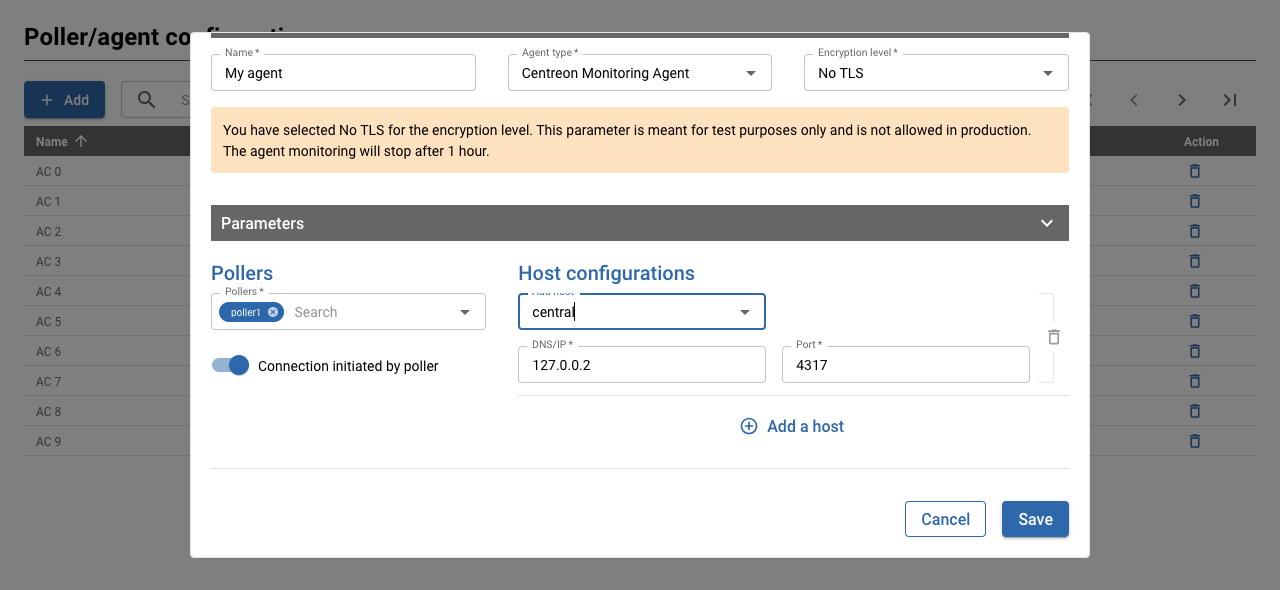 Poller/agent co
Name *
My agent
Agent type *
Centreon Monitoring Agent
Encryption level *
No TLS
Add
You have selected No TLS for the encryption level. This parameter is meant for test purposes only and is not allowed in production.
The agent monitoring will stop after 1 hour.
Name
Action
AC 0
AC 1
AC 2
AC 3
AC 4
AC 5
AC 6
AC 7
AC 8
AC 9
Parameters
Pollers
Pollers *
poller1
Search
Connection initiated by poller
Host configurations
Add host
central
DNS/IP *
127.0.0.2
Port *
4317
Add a host
Cancel
Save